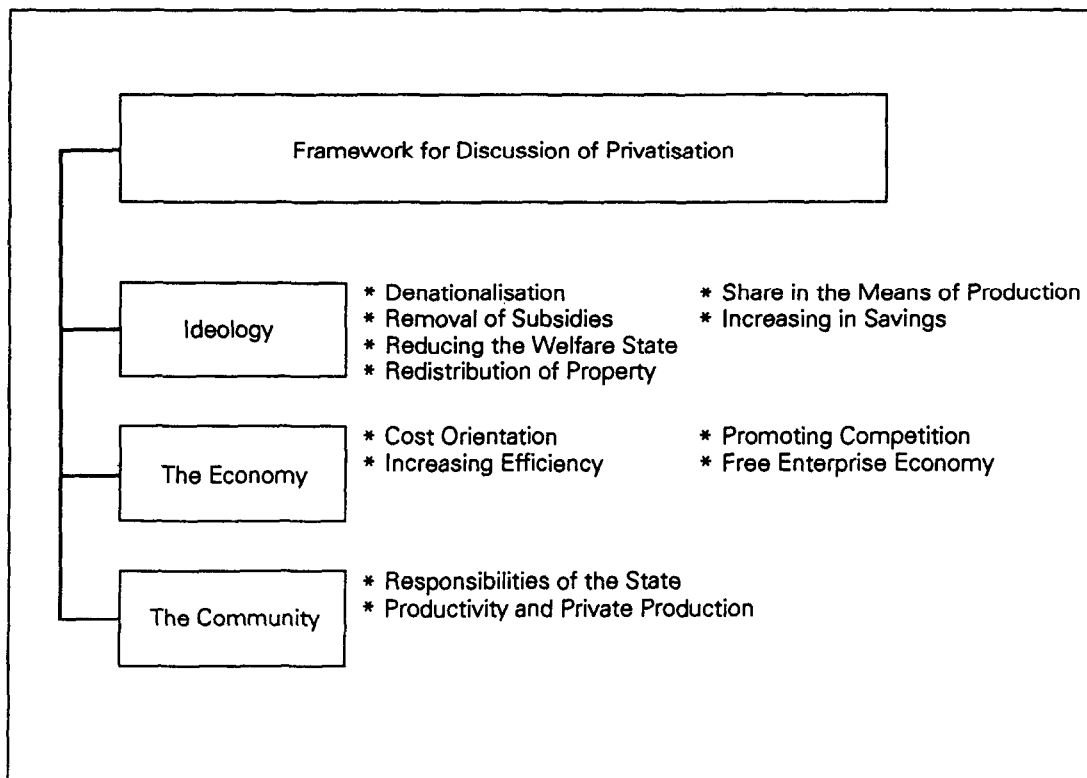 Framework for Discussion of Privatisation
Ideology
* Denationalisation
* Removal of Subsidies
* Reducing the Welfare State
* Redistribution of Property
* Share in the Means of Production
* Increasing in Savings
The Economy
* Cost Orientation
* Increasing Efficiency
* Promoting Competition
* Free Enterprise Economy
The Community
* Responsibilities of the State
* Productivity and Private Production